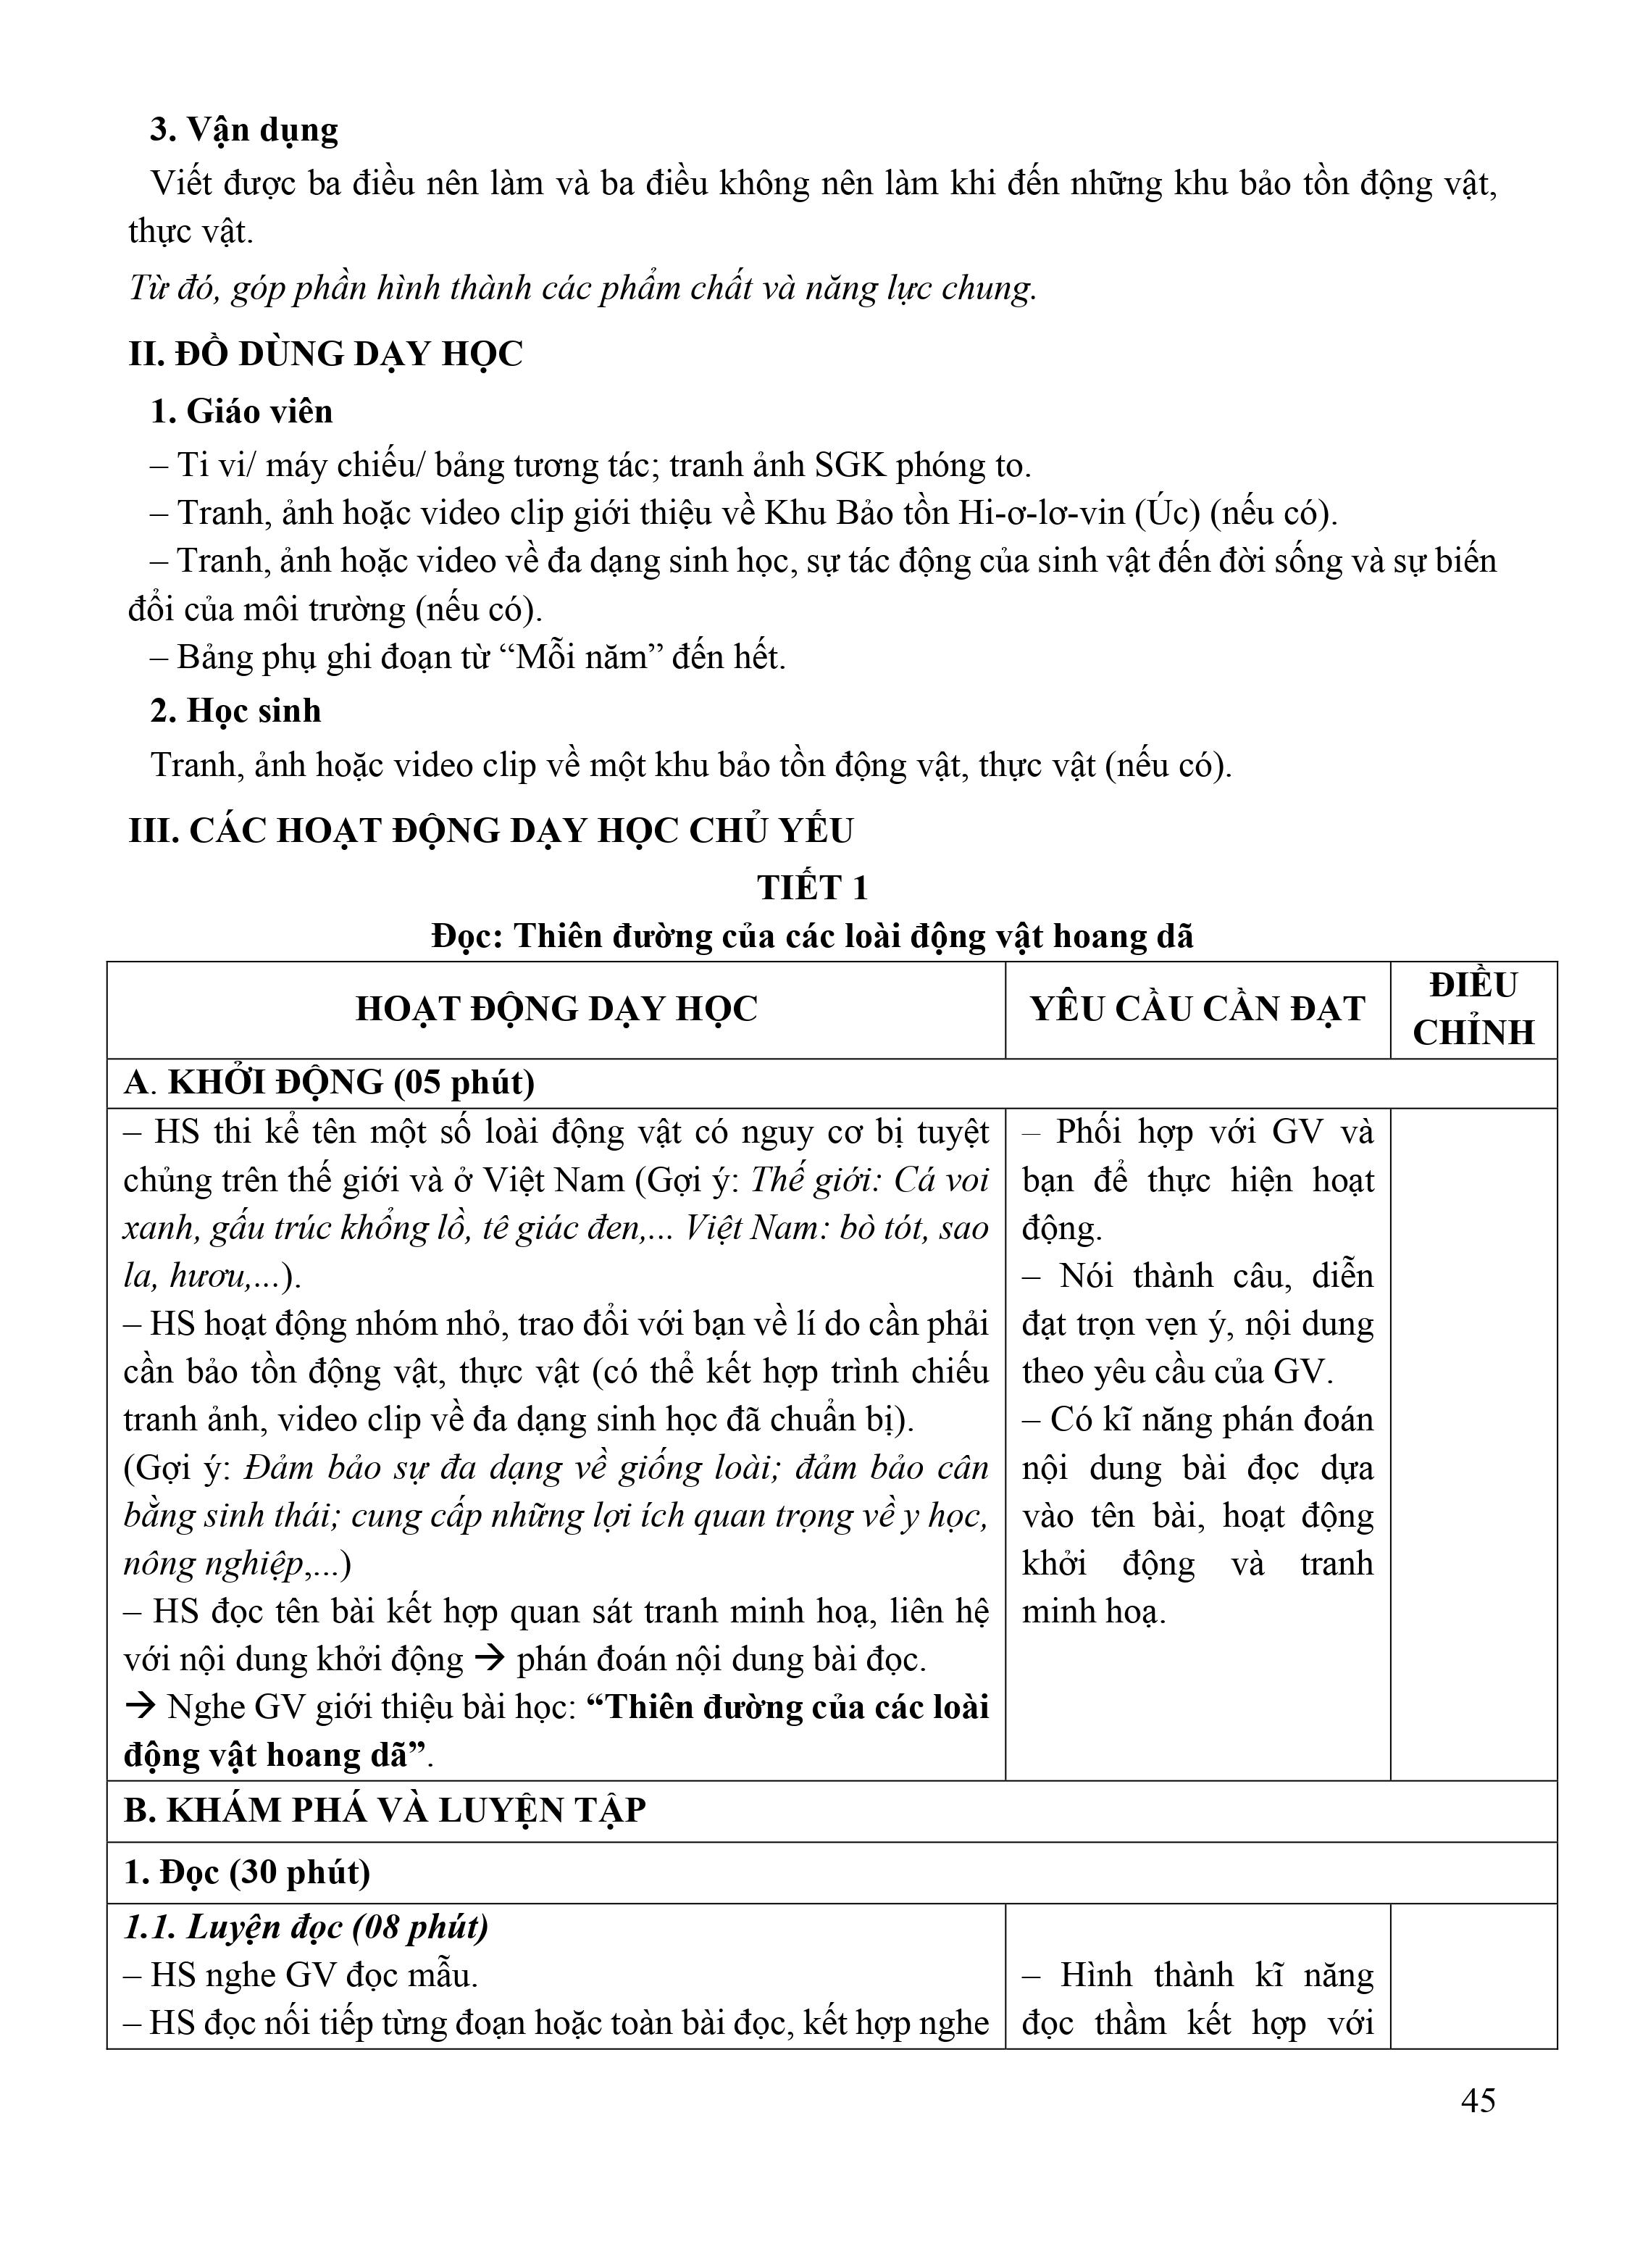 3. Vận dụng
Viết được ba điều nên làm và ba điều không nên làm khi đến những khu bảo tồn động vật,
thực vật.
Từ đó, góp phần hình thành các phẩm chất và năng lực chung.
II. ĐỒ DÙNG DẠY HỌC
1. Giáo viên
– Ti vi/ máy chiếu/ bảng tương tác; tranh ảnh SGK phóng to.
– Tranh, ảnh hoặc video clip giới thiệu về Khu Bảo tồn Hi-ơ-lơ-vin (Úc) (nếu có).
– Tranh, ảnh hoặc video về đa dạng sinh học, sự tác động của sinh vật đến đời sống và sự biến
đổi của môi trường (nếu có).
– Bảng phụ ghi đoạn từ “Mỗi năm” đến hết.
2. Học sinh
Tranh, ảnh hoặc video clip về một khu bảo tồn động vật, thực vật (nếu có).
III. CÁC HOẠT ĐỘNG DẠY HỌC CHỦ YẾU
TIẾT 1
Đọc: Thiên đường của các loài động vật hoang dã
HOẠT ĐỘNG DẠY HỌC
YÊU CẦU CẦN ĐẠT
ĐIỀU
CHỈNH
A. KHỞI ĐỘNG (05 phút)
– HS thi kể tên một số loài động vật có nguy cơ bị tuyệt
chủng trên thế giới và ở Việt Nam (Gợi ý: Thế giới: Cá voi
xanh, gấu trúc khổng lồ, tê giác đen,... Việt Nam: bò tót, sao
la, hươu,...).
– HS hoạt động nhóm nhỏ, trao đổi với bạn về lí do cần phải
cần bảo tồn động vật, thực vật (có thể kết hợp trình chiếu
tranh ảnh, video clip về đa dạng sinh học đã chuẩn bị).
(Gợi ý: Đảm bảo sự đa dạng về giống loài; đảm bảo cân
bằng sinh thái; cung cấp những lợi ích quan trọng về y học,
nông nghiệp,...)
– HS đọc tên bài kết hợp quan sát tranh minh hoạ, liên hệ
với nội dung khởi động → phán đoán nội dung bài đọc.
→ Nghe GV giới thiệu bài học: “Thiên đường của các loài
động vật hoang dã”.
– Phối hợp với GV và
bạn để thực hiện hoạt
động.
– Nói thành câu, diễn
đạt trọn vẹn ý, nội dung
theo yêu cầu của GV.
– Có kĩ năng phán đoán
nội dung bài đọc dựa
vào tên bài, hoạt động
khởi động và tranh
minh hoạ.
B. KHÁM PHÁ VÀ LUYỆN TẬP
1. Đọc (30 phút)
1.1. Luyện đọc (08 phút)
– HS nghe GV đọc mẫu.
– HS đọc nối tiếp từng đoạn hoặc toàn bài đọc, kết hợp nghe
– Hình thành kĩ năng
đọc thầm kết hợp với
45